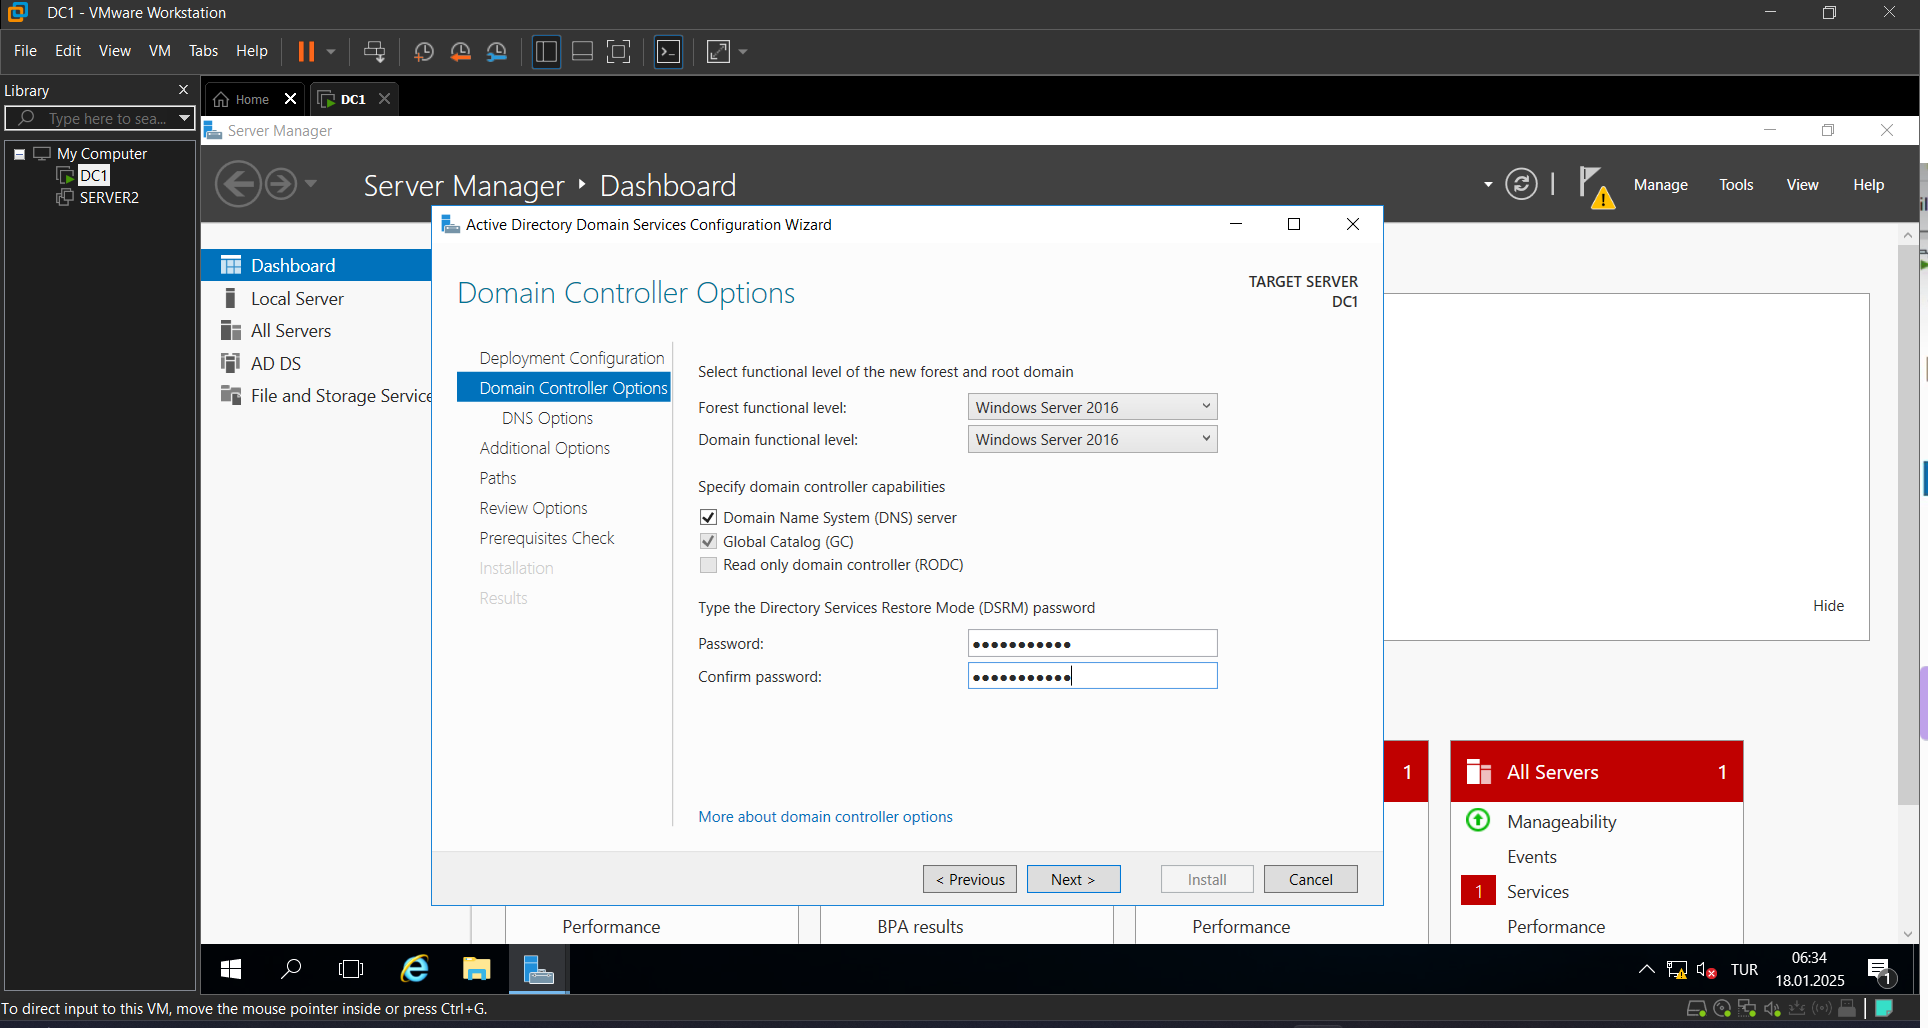 DC1 - VMware Workstation
File Edit View VM Tabs Help
Library
Type here to sea...
My Computer
DC1
SERVER2
Home
DC1
Server Manager
Server Manager
Dashboard
Manage Tools View Help
Dashboard
Local Server
All Servers
AD DS
File and Storage Service
Active Directory Domain Services Configuration Wizard
Domain Controller Options
TARGET SERVER
DC1
Deployment Configuration
Domain Controller Options
DNS Options
Additional Options
Paths
Review Options
Prerequisites Check
Installation
Results
Select functional level of the new forest and root domain
Forest functional level: Windows Server 2016
Domain functional level: Windows Server 2016
Specify domain controller capabilities
Domain Name System (DNS) server
Global Catalog (GC)
Read only domain controller (RODC)
Type the Directory Services Restore Mode (DSRM) password
Password: ●●●●●●●●●●●
Confirm password: ●●●●●●●●●●●
More about domain controller options
< Previous Next > Install Cancel
Hide
1
All Servers 1
Manageability
Events
1 Services
Performance
Performance
BPA results
Performance
TUR
06:34
18.01.2025
1
To direct input to this VM, move the mouse pointer inside or press Ctrl+G.